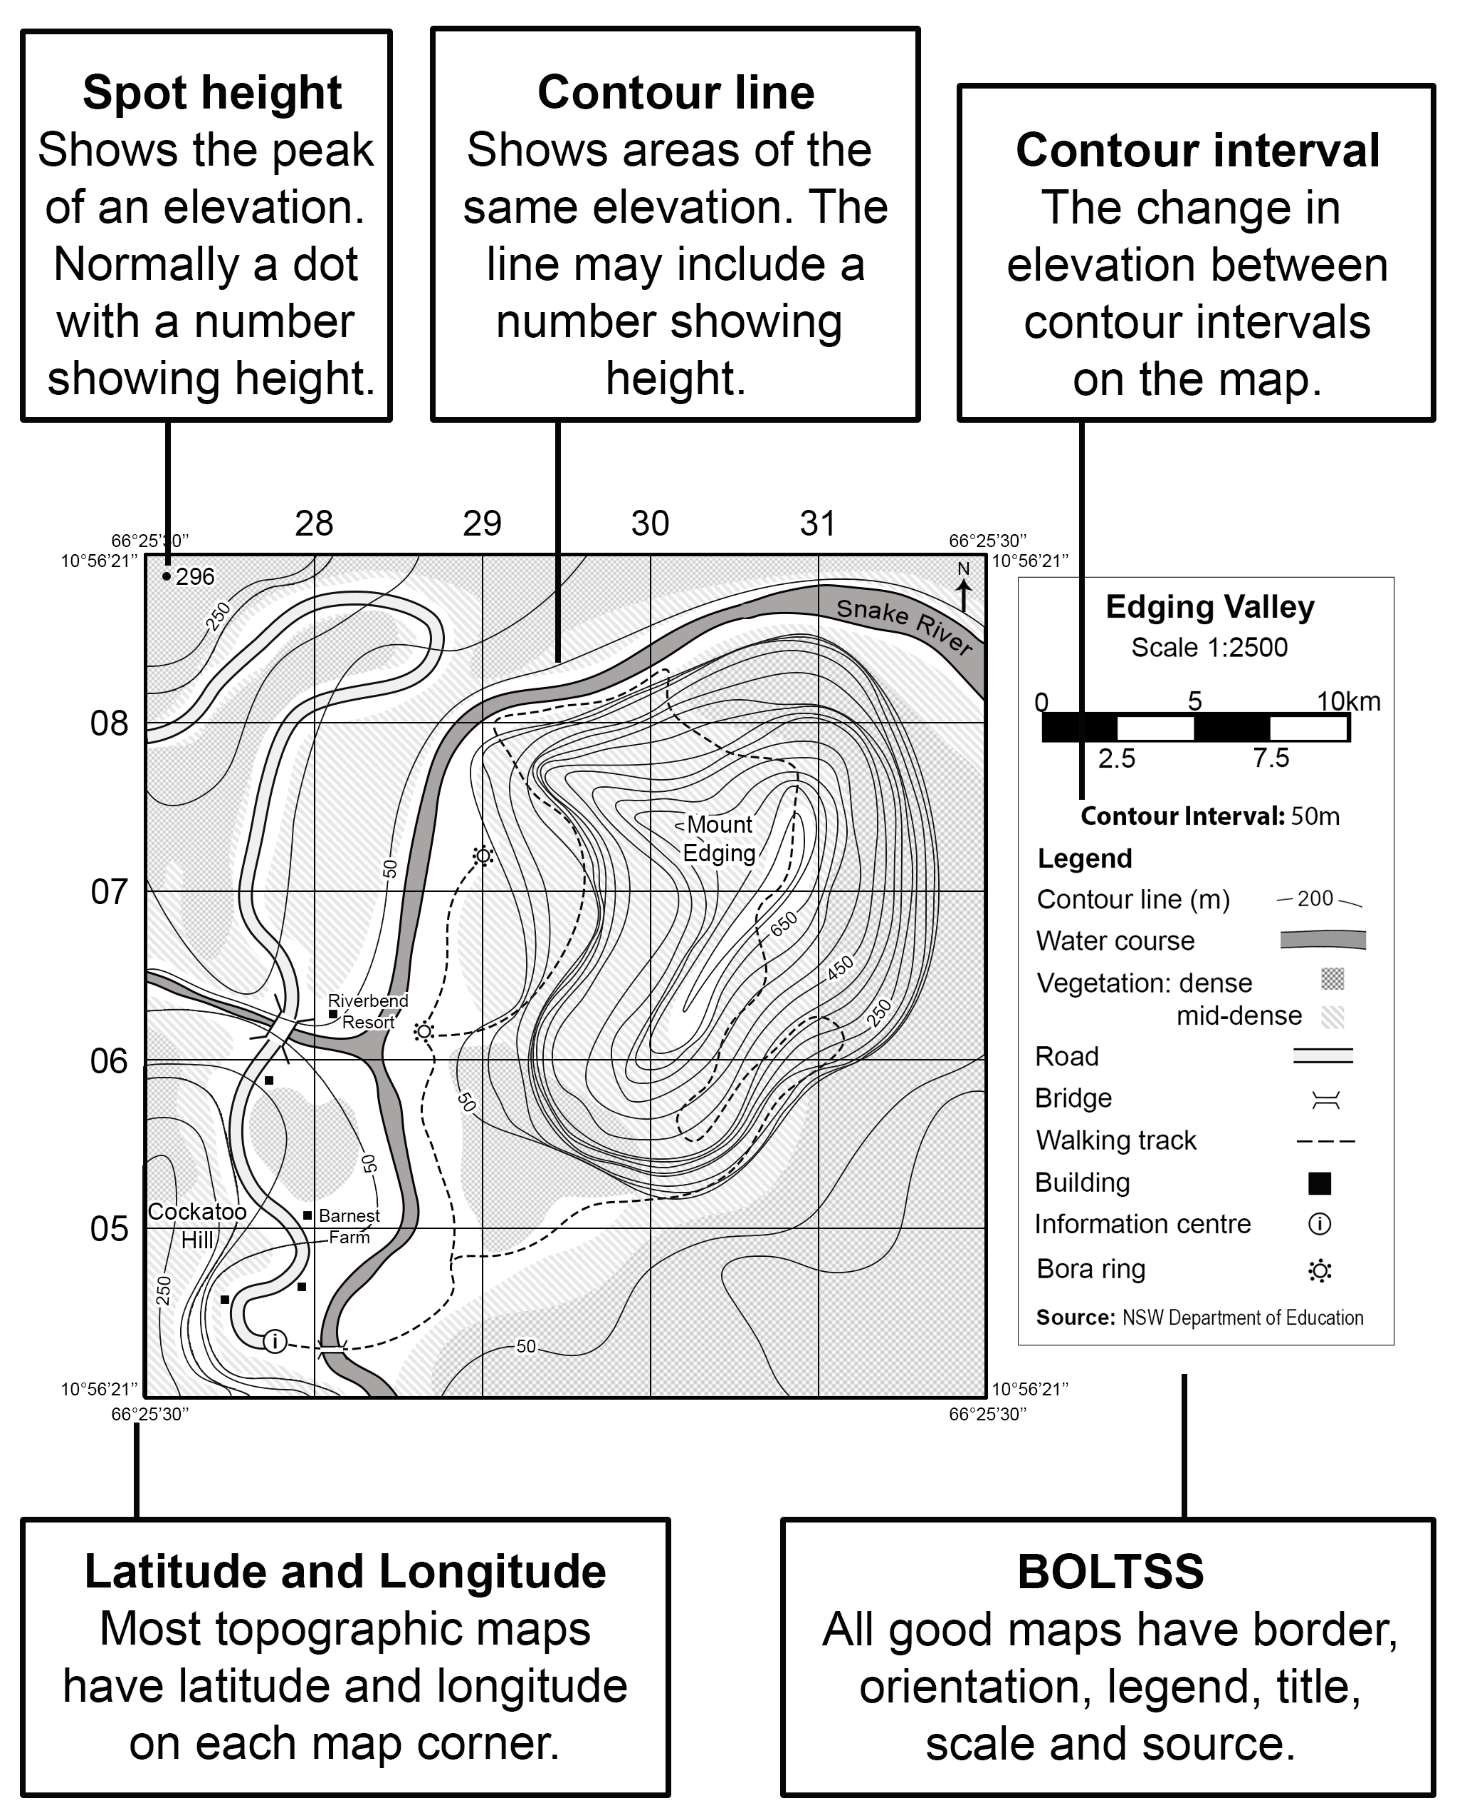 Spot height
Shows the peak
of an elevation.
Normally a dot
with a number
showing height.
Contour line
Shows areas of the
same elevation. The
line may include a
number showing
height.
Contour interval
The change in
elevation between
contour intervals
on the map.
28 29 30 31
66°25'30"
66°25'30"
10°56'21"
10°56'21"
296
N
250
Snake River
08
07
06
05
50
Mount
Edging
650
450
250
Riverbend
Resort
50
50
Cockatoo
Hill
Barnest
Farm
250
i
50
10°56'21"
10°56'21"
66°25'30"
66°25'30"
Edging Valley
Scale 1:2500
0 5 10km
2.5 7.5
Contour Interval: 50m
Legend
Contour line (m) 200
Water course
Vegetation: dense
mid-dense
Road
Bridge
Walking track
Building
Information centre i
Bora ring
Source: NSW Department of Education
Latitude and Longitude
Most topographic maps
have latitude and longitude
on each map corner.
BOLTSS
All good maps have border,
orientation, legend, title,
scale and source.